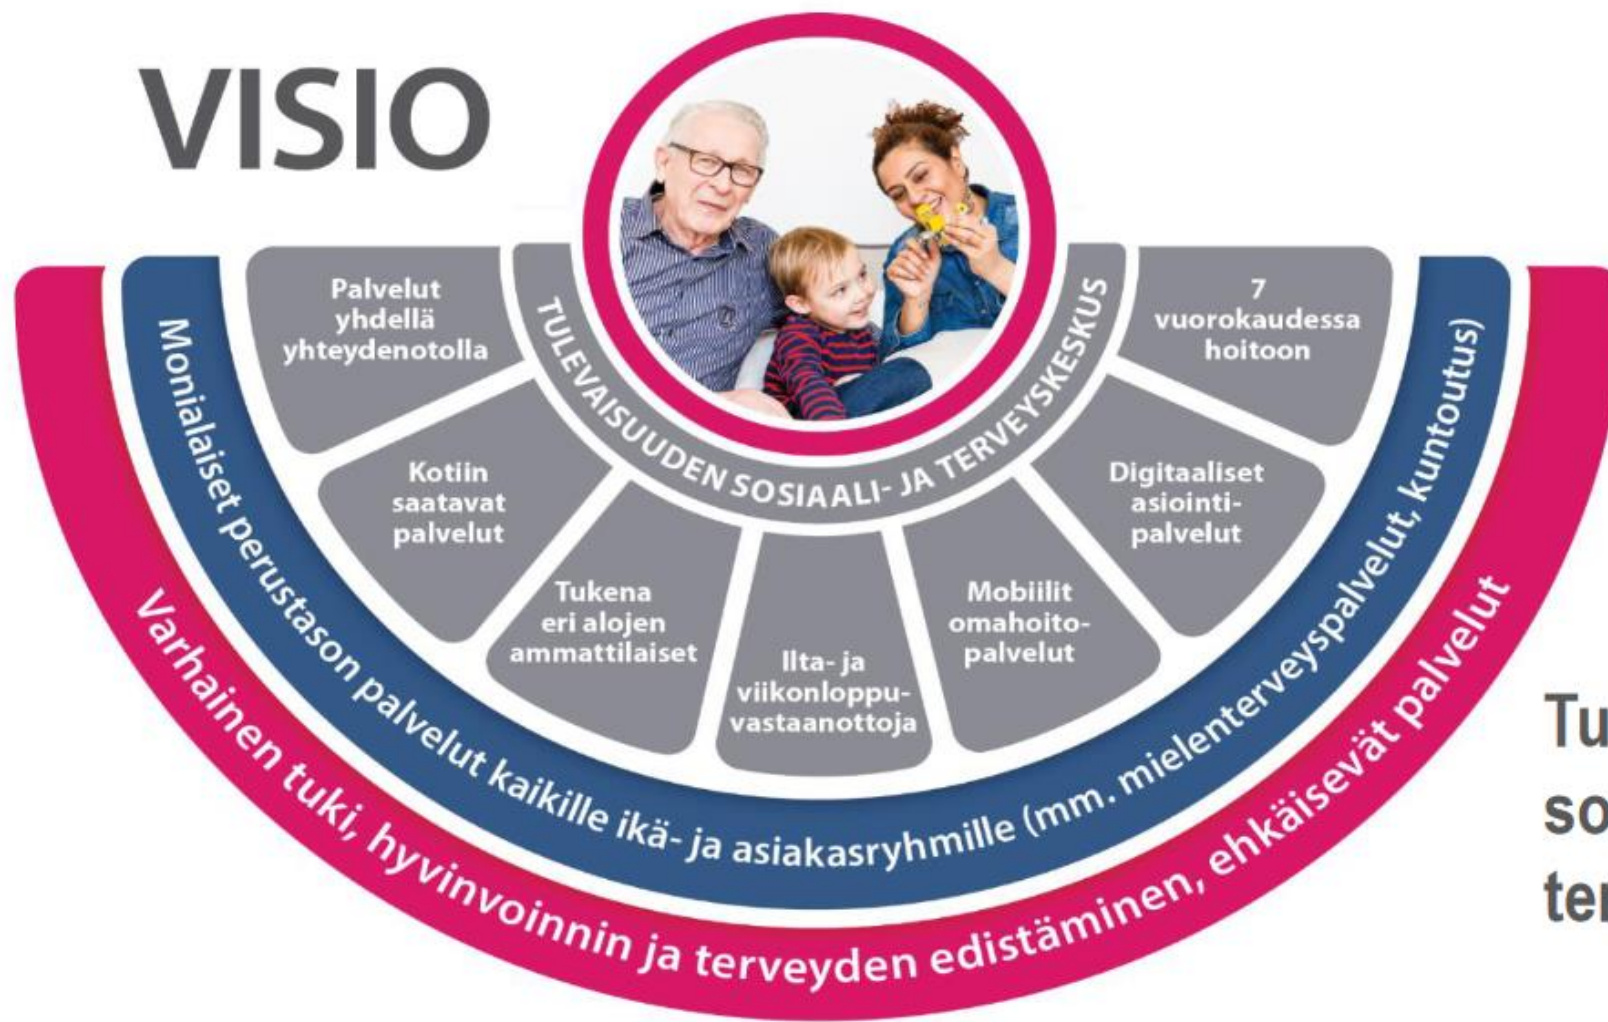 VISIO
TULEVAISUUDEN SOSIAALI- JA TERVEYSKESKUS
Palvelut
yhdellä
yhteydenotolla
Kotiin
saatavat
palvelut
Tukena
eri alojen
ammattilaiset
Ilta- ja
viikonloppu-
vastaanottoja
Mobiilit
omahoito-
palvelut
Digitaaliset
asiointi-
palvelut
7
vuorokaudessa
hoitoon
Monialaiset perustason palvelut kaikille ikä- ja asiakasryhmille (mm. mielenterveyspalvelut, kuntoutus)
Varhainen tuki, hyvinvoinnin ja terveyden edistäminen, ehkäisevät palvelut
Tu
so